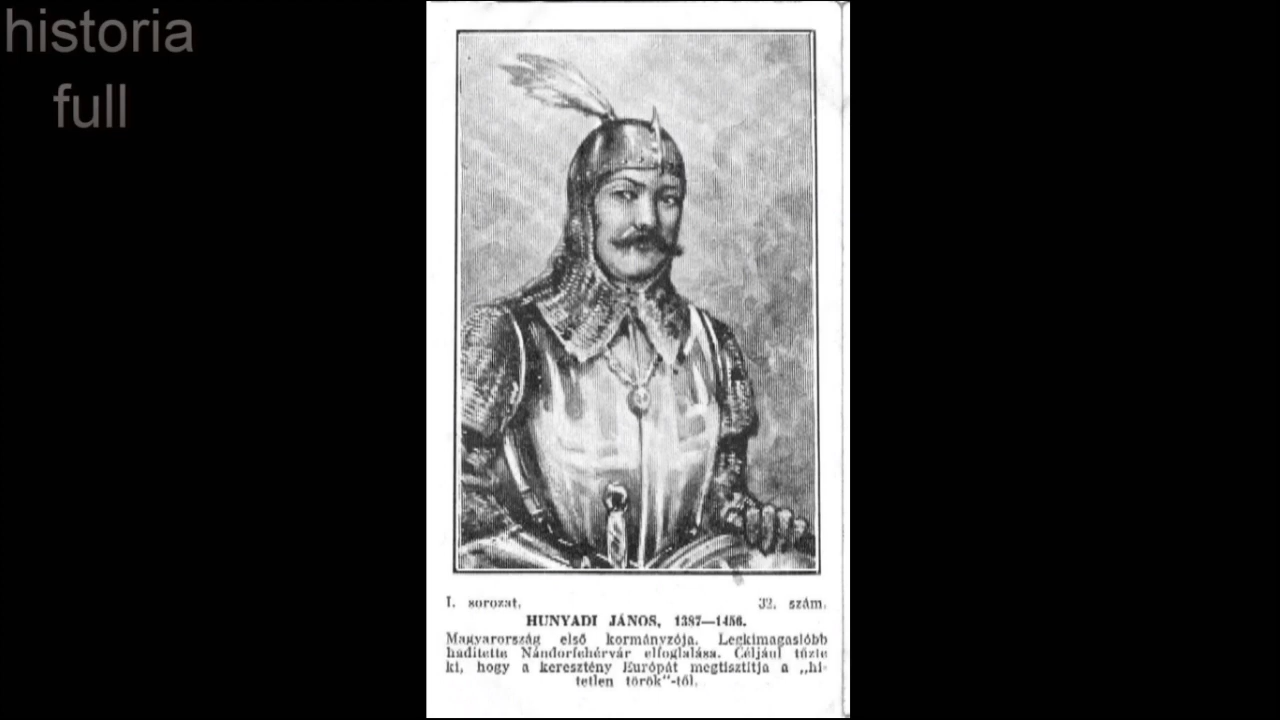 historia
full
I. sorozat.
32. szám.
HUNYADI JÁNOS, 1387—1456.
Magyarország első kormányzója. Legkimagaslóbb
haditette Nándorfehérvár elfoglalása. Céljául tűzte
ki, hogy a keresztény Európát megtisztítja a „hi-
tetlen török“-től.